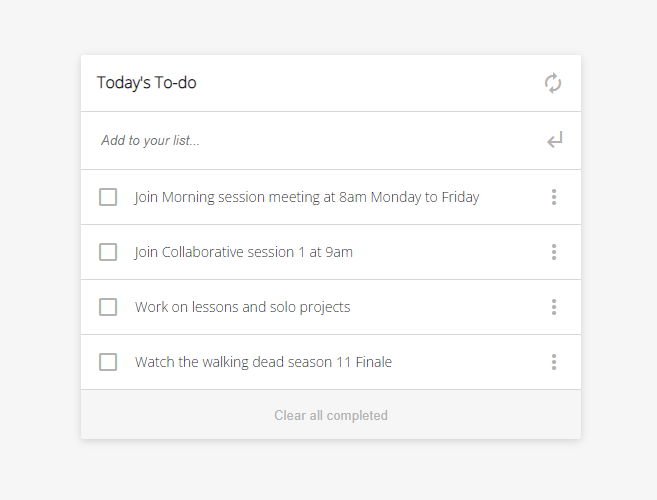 Today's To-do
Add to your list...
Join Morning session meeting at 8am Monday to Friday
Join Collaborative session 1 at 9am
Work on lessons and solo projects
Watch the walking dead season 11 Finale
Clear all completed